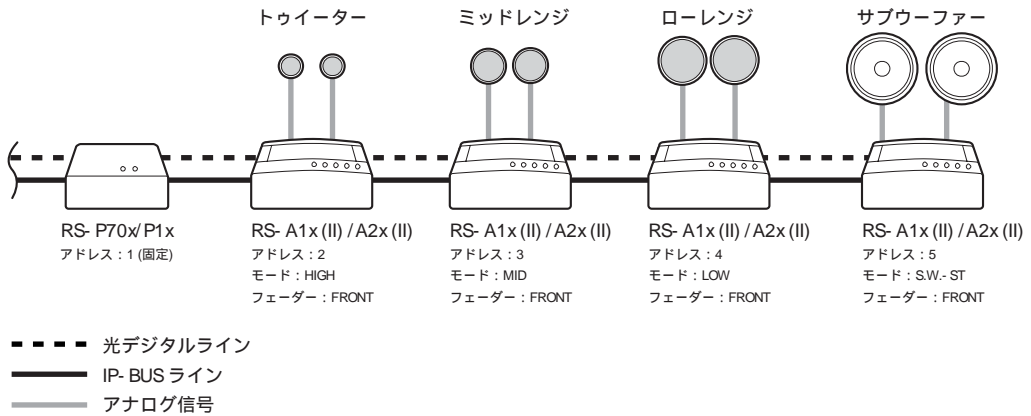 トゥイーター
ミッドレンジ
ローレンジ
サブウーファー
RS- P70x/ P1x
アドレス：1 (固定)
RS- A1x (II) / A2x (II)
アドレス：2
モード：HIGH
フェーダー：FRONT
RS- A1x (II) / A2x (II)
アドレス：3
モード：MID
フェーダー：FRONT
RS- A1x (II) / A2x (II)
アドレス：4
モード：LOW
フェーダー：FRONT
RS- A1x (II) / A2x (II)
アドレス：5
モード：S.W.- ST
フェーダー：FRONT
光デジタルライン
IP- BUS ライン
アナログ信号